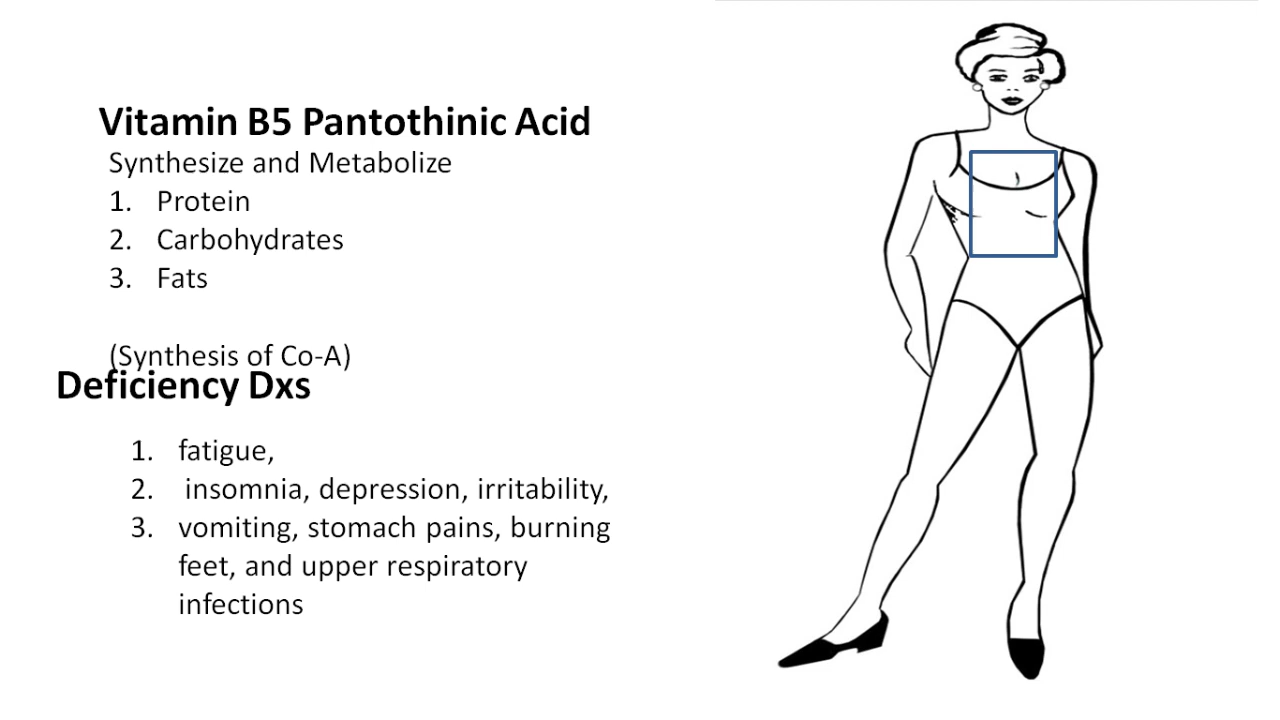 Vitamin B5 Pantothinic Acid
Synthesize and Metabolize
1. Protein
2. Carbohydrates
3. Fats
(Synthesis of Co-A)
Deficiency Dxs
1. fatigue,
2. insomnia, depression, irritability,
3. vomiting, stomach pains, burning
feet, and upper respiratory
infections